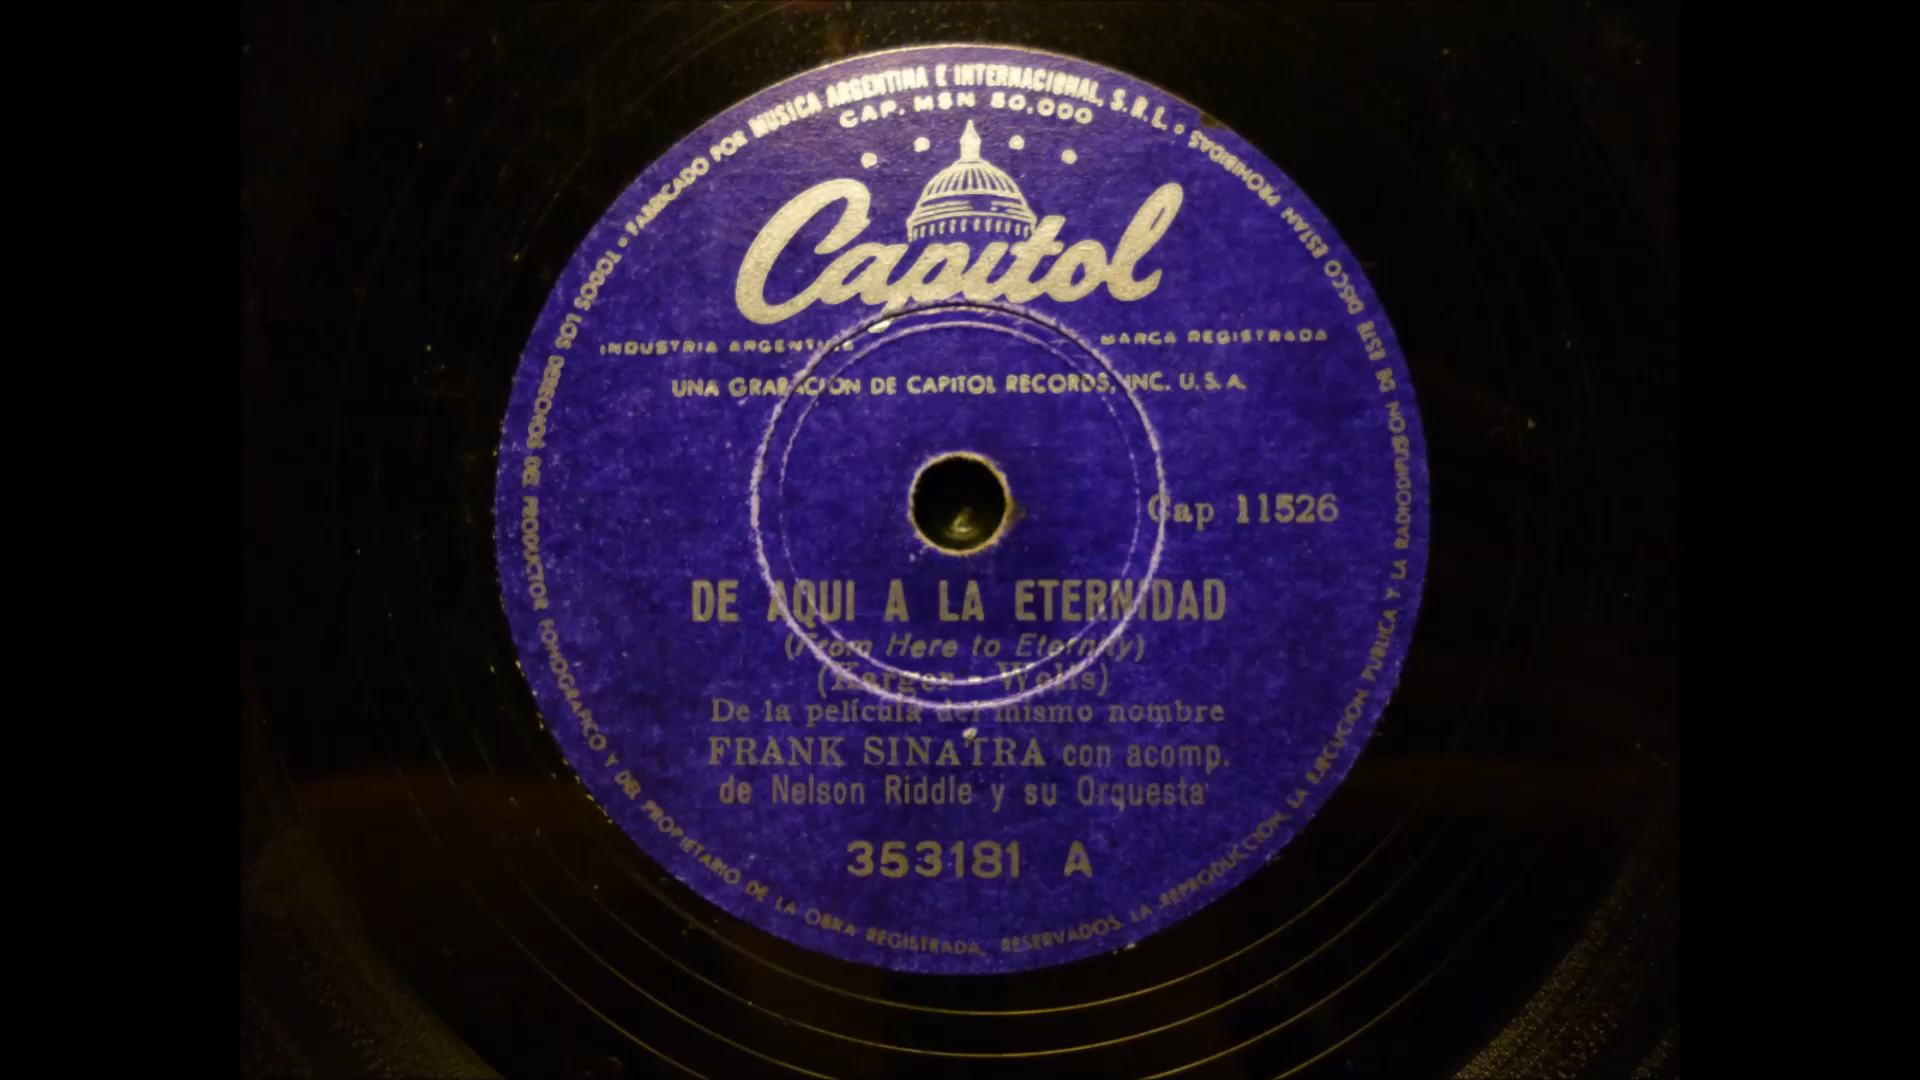 FABRICADO POR MUSICA ARGENTINA E INTERNACIONAL, S.R.L. •
CAP. MSN 50.000
Capitol
INDUSTRIA ARGENTINA MARCA REGISTRADA
UNA GRABACION DE CAPITOL RECORDS, INC. U.S.A.
Cap 11526
DE AQUI A LA ETERNIDAD
(From Here to Eternity)
(Karger - Wells)
De la película del mismo nombre
FRANK SINATRA con acomp.
de Nelson Riddle y su Orquesta
353181 A
• TODOS LOS DERECHOS DEL PRODUCTOR FONOGRAFICO Y DEL PROPIETARIO DE LA OBRA REGISTRADA, RESERVADOS. LA REPRODUCCION, LA EJECUCION PUBLICA Y LA RADIODIFUSION DE ESTE DISCO ESTAN PROHIBIDAS